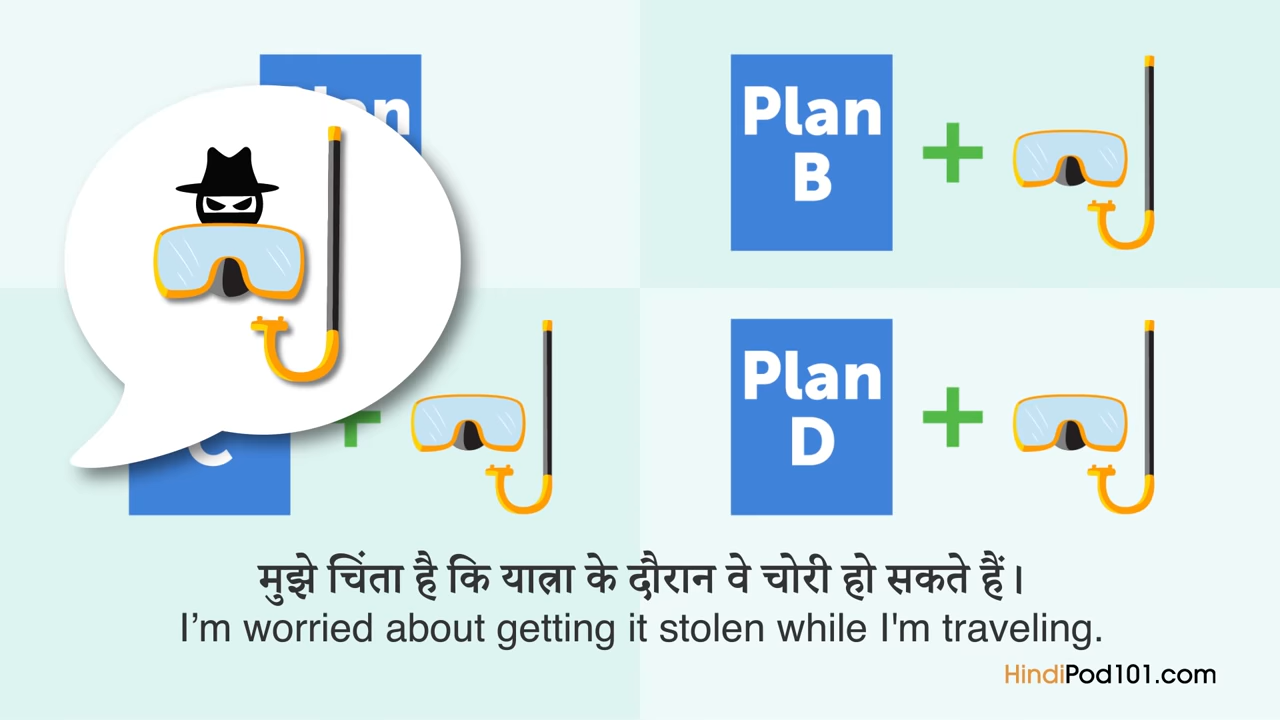 Plan
B
C
Plan
D
मुझे चिंता है कि यात्रा के दौरान वे चोरी हो सकते हैं।
I’m worried about getting it stolen while I'm traveling.
HindiPod101.com